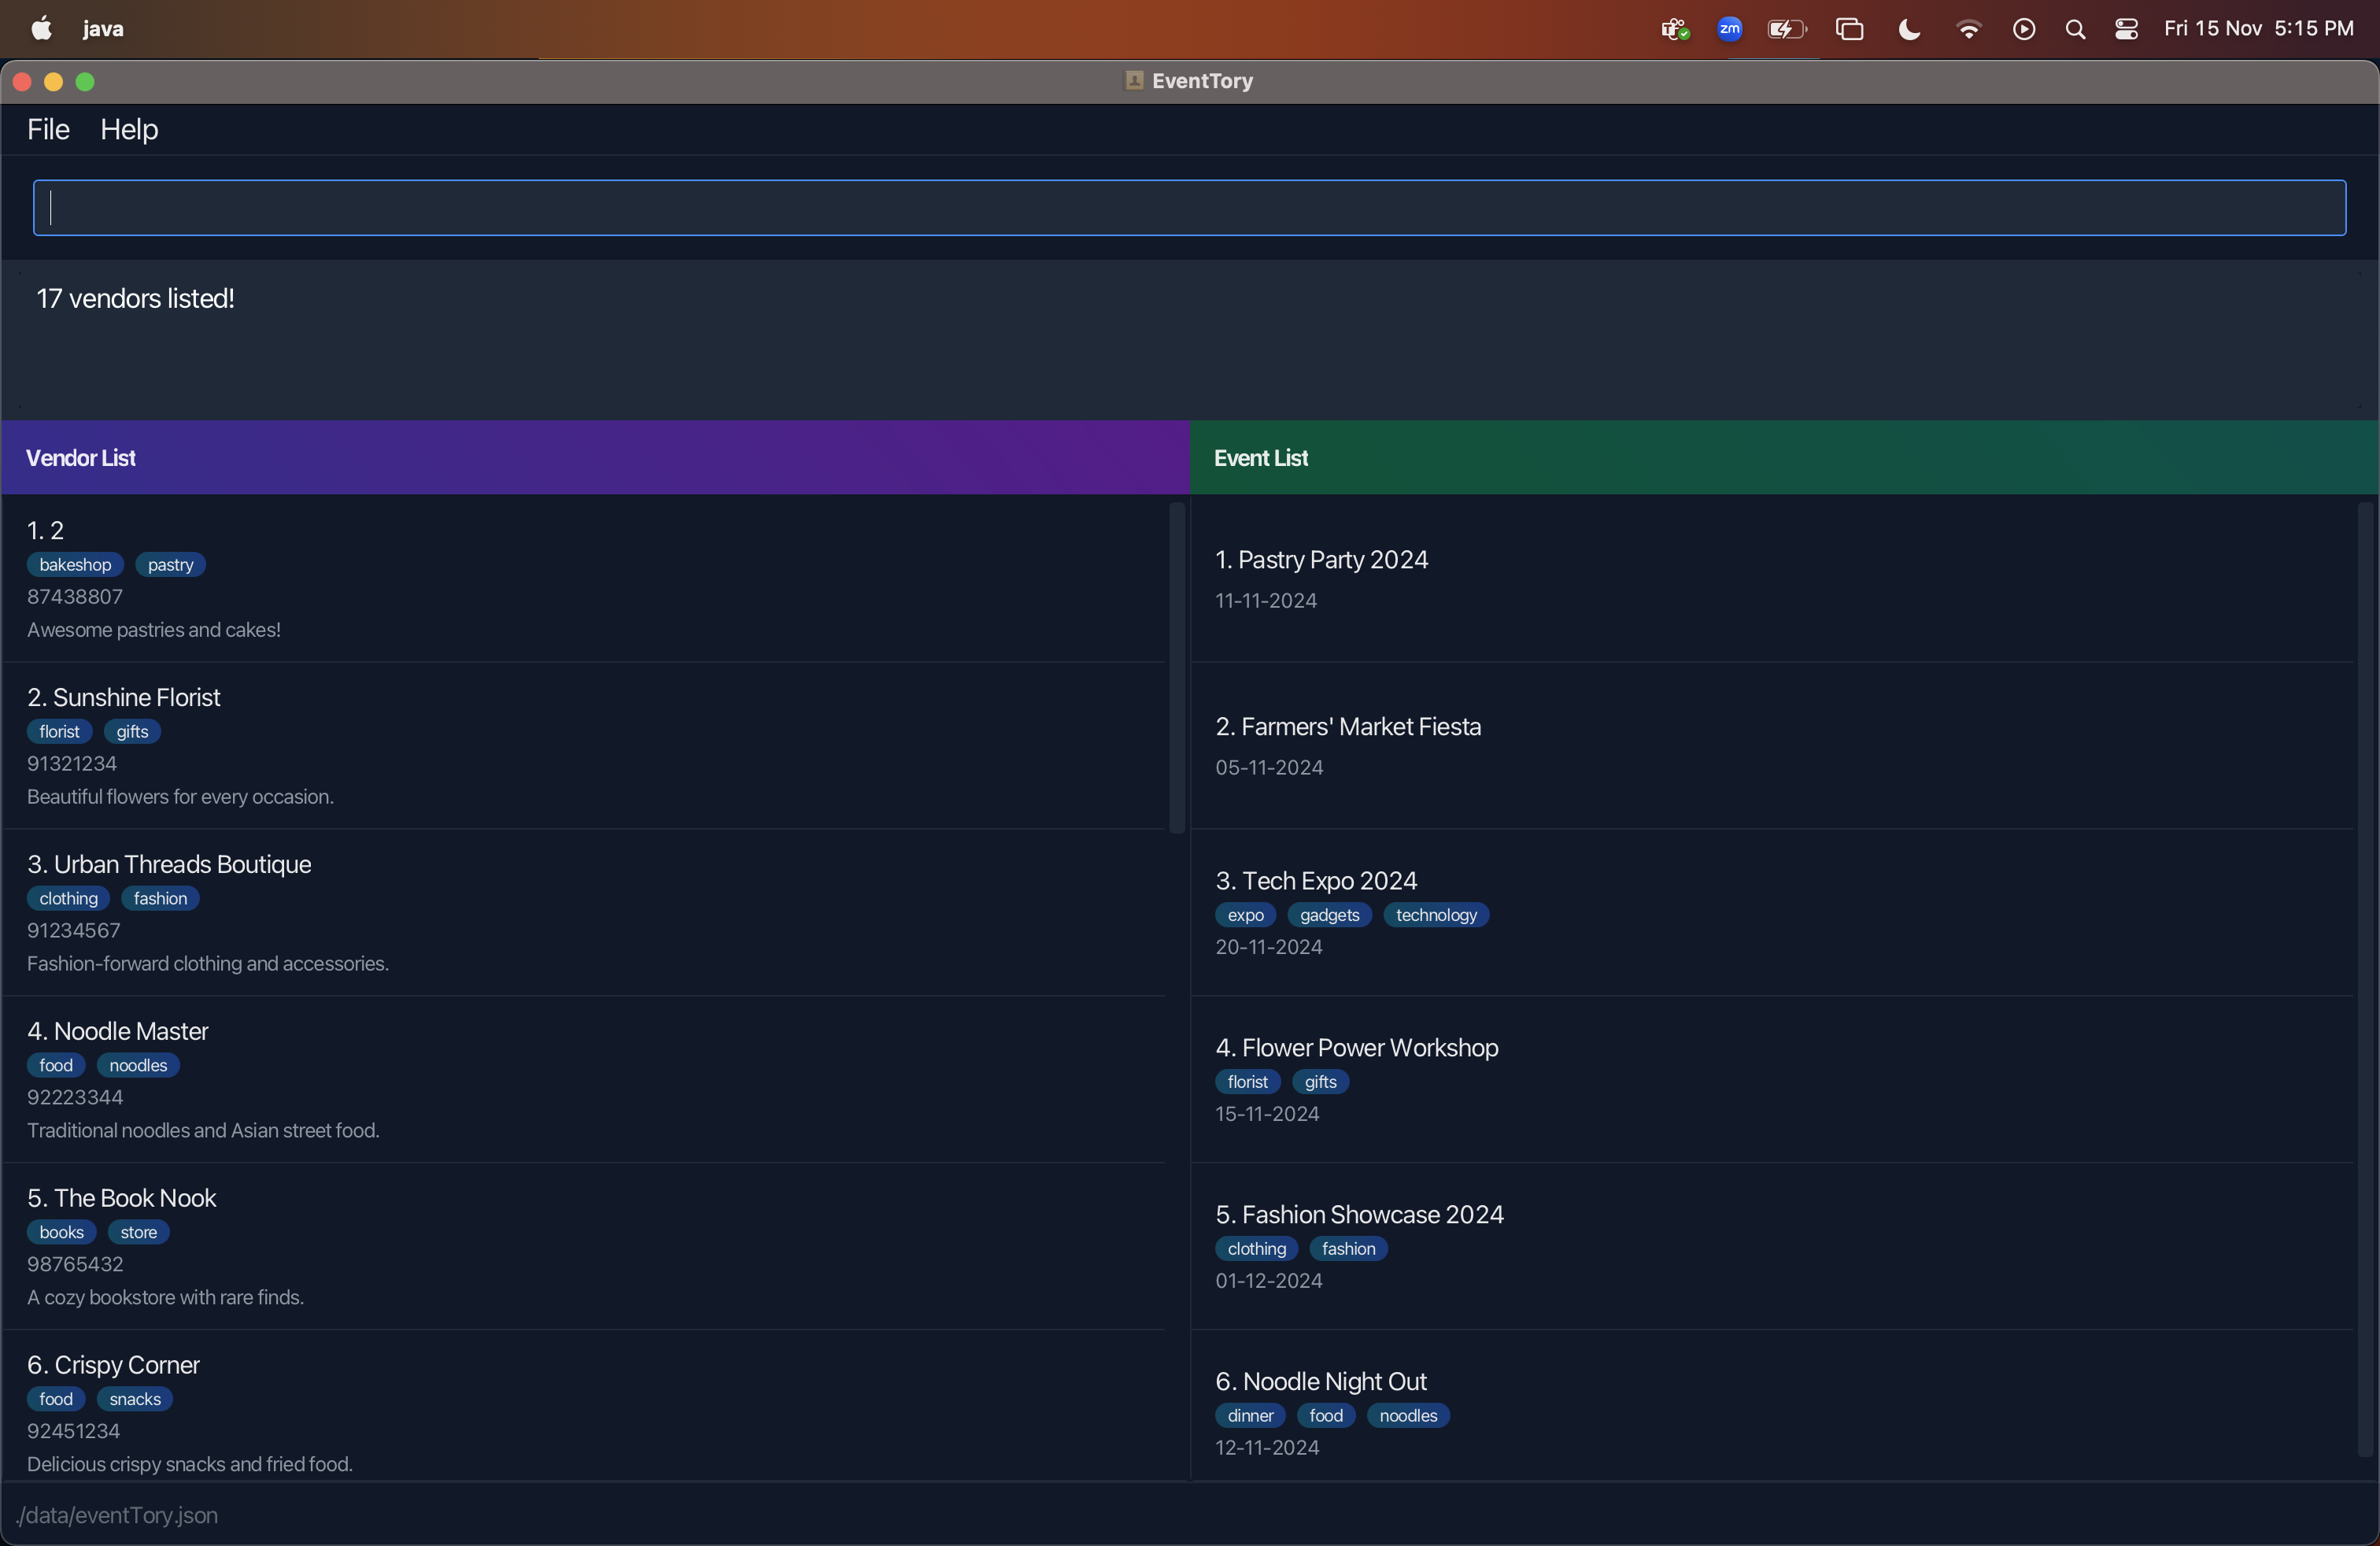 java
zm
Fri 15 Nov 5:15 PM
EventTory
File Help
17 vendors listed!
Vendor List
1. 2
bakeshop pastry
87438807
Awesome pastries and cakes!
2. Sunshine Florist
florist gifts
91321234
Beautiful flowers for every occasion.
3. Urban Threads Boutique
clothing fashion
91234567
Fashion-forward clothing and accessories.
4. Noodle Master
food noodles
92223344
Traditional noodles and Asian street food.
5. The Book Nook
books store
98765432
A cozy bookstore with rare finds.
6. Crispy Corner
food snacks
92451234
Delicious crispy snacks and fried food.
Event List
1. Pastry Party 2024
11-11-2024
2. Farmers' Market Fiesta
05-11-2024
3. Tech Expo 2024
expo gadgets technology
20-11-2024
4. Flower Power Workshop
florist gifts
15-11-2024
5. Fashion Showcase 2024
clothing fashion
01-12-2024
6. Noodle Night Out
dinner food noodles
12-11-2024
./data/eventTory.json